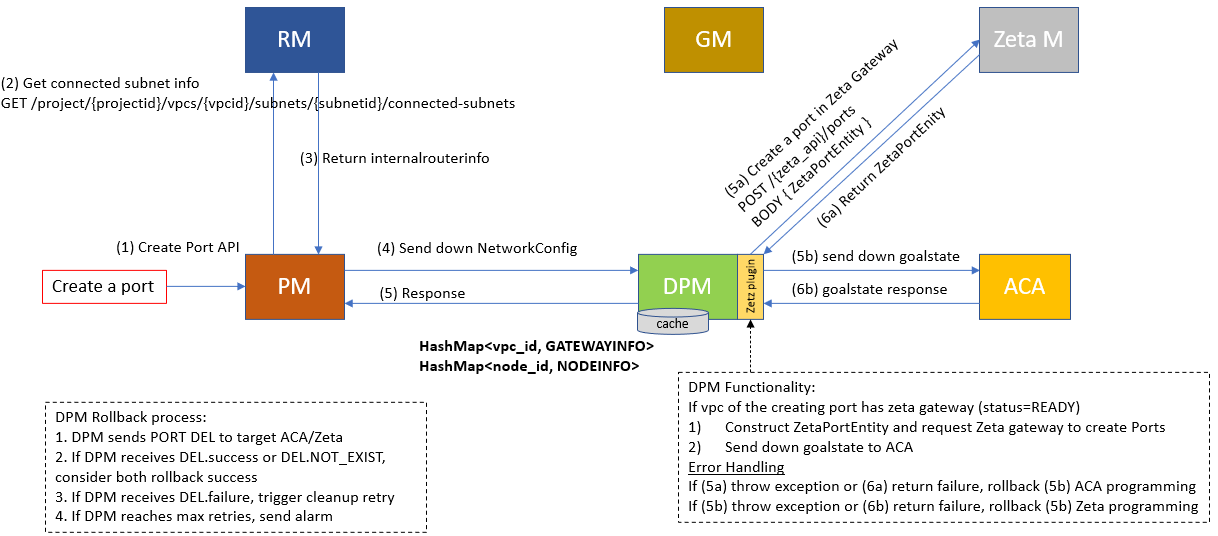 RM
GM
Zeta M
(2) Get connected subnet info
GET /project/{projectid}/vpcs/{vpcid}/subnets/{subnetid}/connected-subnets
(3) Return internalrouterinfo
(5a) Create a port in Zeta Gateway
POST /{zeta_api}/ports
BODY { ZetaPortEntity }
(6a) Return ZetaPortEnity
(1) Create Port API
(4) Send down NetworkConfig
(5b) send down goalstate
Create a port
PM
DPM
Zetz plugin
ACA
(5) Response
(6b) goalstate response
cache
HashMap<vpc_id, GATEWAYINFO>
HashMap<node_id, NODEINFO>
DPM Rollback process:
1. DPM sends PORT DEL to target ACA/Zeta
2. If DPM receives DEL.success or DEL.NOT_EXIST,
consider both rollback success
3. If DPM receives DEL.failure, trigger cleanup retry
4. If DPM reaches max retries, send alarm
DPM Functionality:
If vpc of the creating port has zeta gateway (status=READY)
1) Construct ZetaPortEntity and request Zeta gateway to create Ports
2) Send down goalstate to ACA
Error Handling
If (5a) throw exception or (6a) return failure, rollback (5b) ACA programming
If (5b) throw exception or (6b) return failure, rollback (5b) Zeta programming